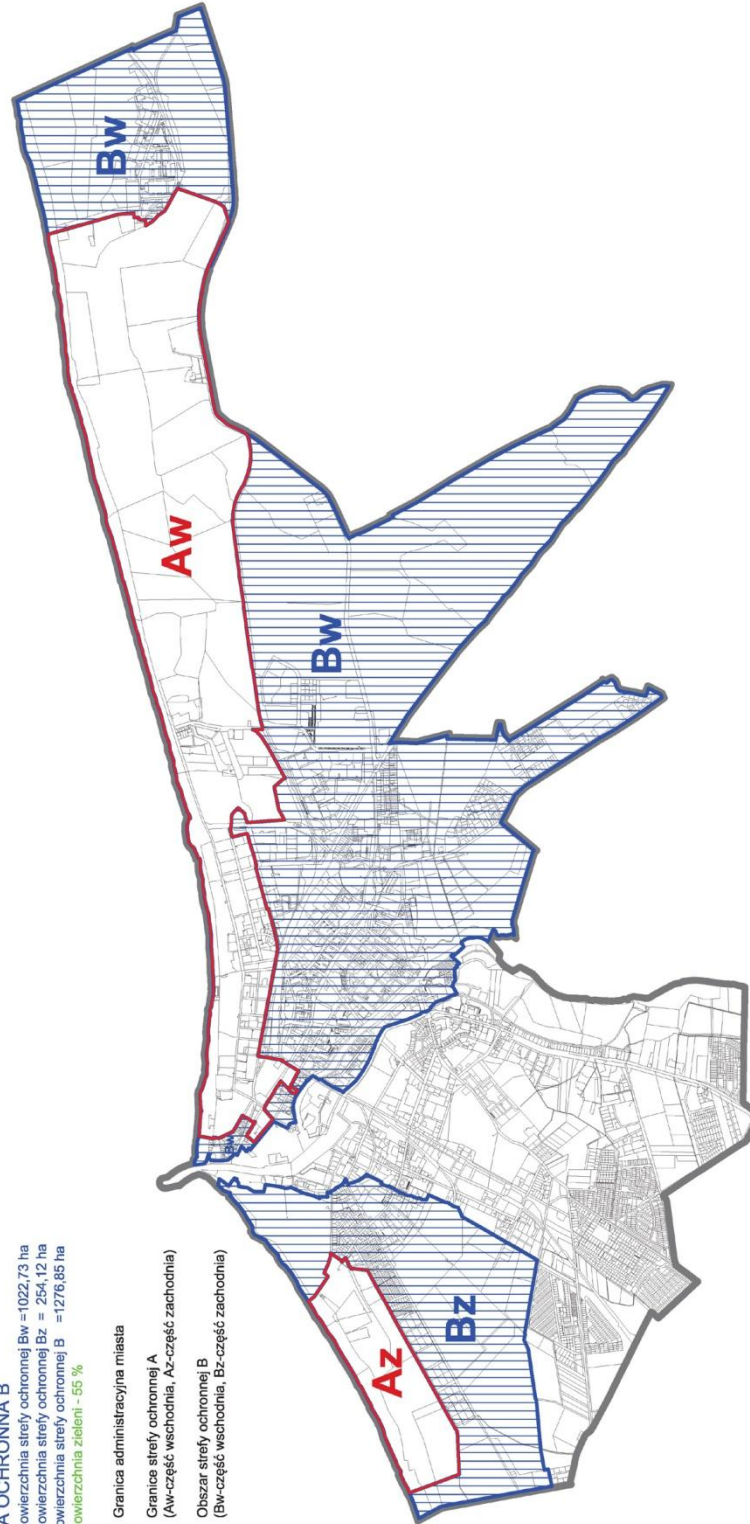 A OCHRONNA B
owierzchnia strefy ochronnej Bw =1022,73 ha
owierzchnia strefy ochronnej Bz = 254,12 ha
owierzchnia strefy ochronnej B =1276,85 ha
owierzchnia zieleni - 55 %
Granica administracyjna miasta
Granice strefy ochronnej A
(Aw-część wschodnia, Az-część zachodnia)
Obszar strefy ochronnej B
(Bw-część wschodnia, Bz-część zachodnia)
Az
Bz
Bw
Aw
Bw
Bw